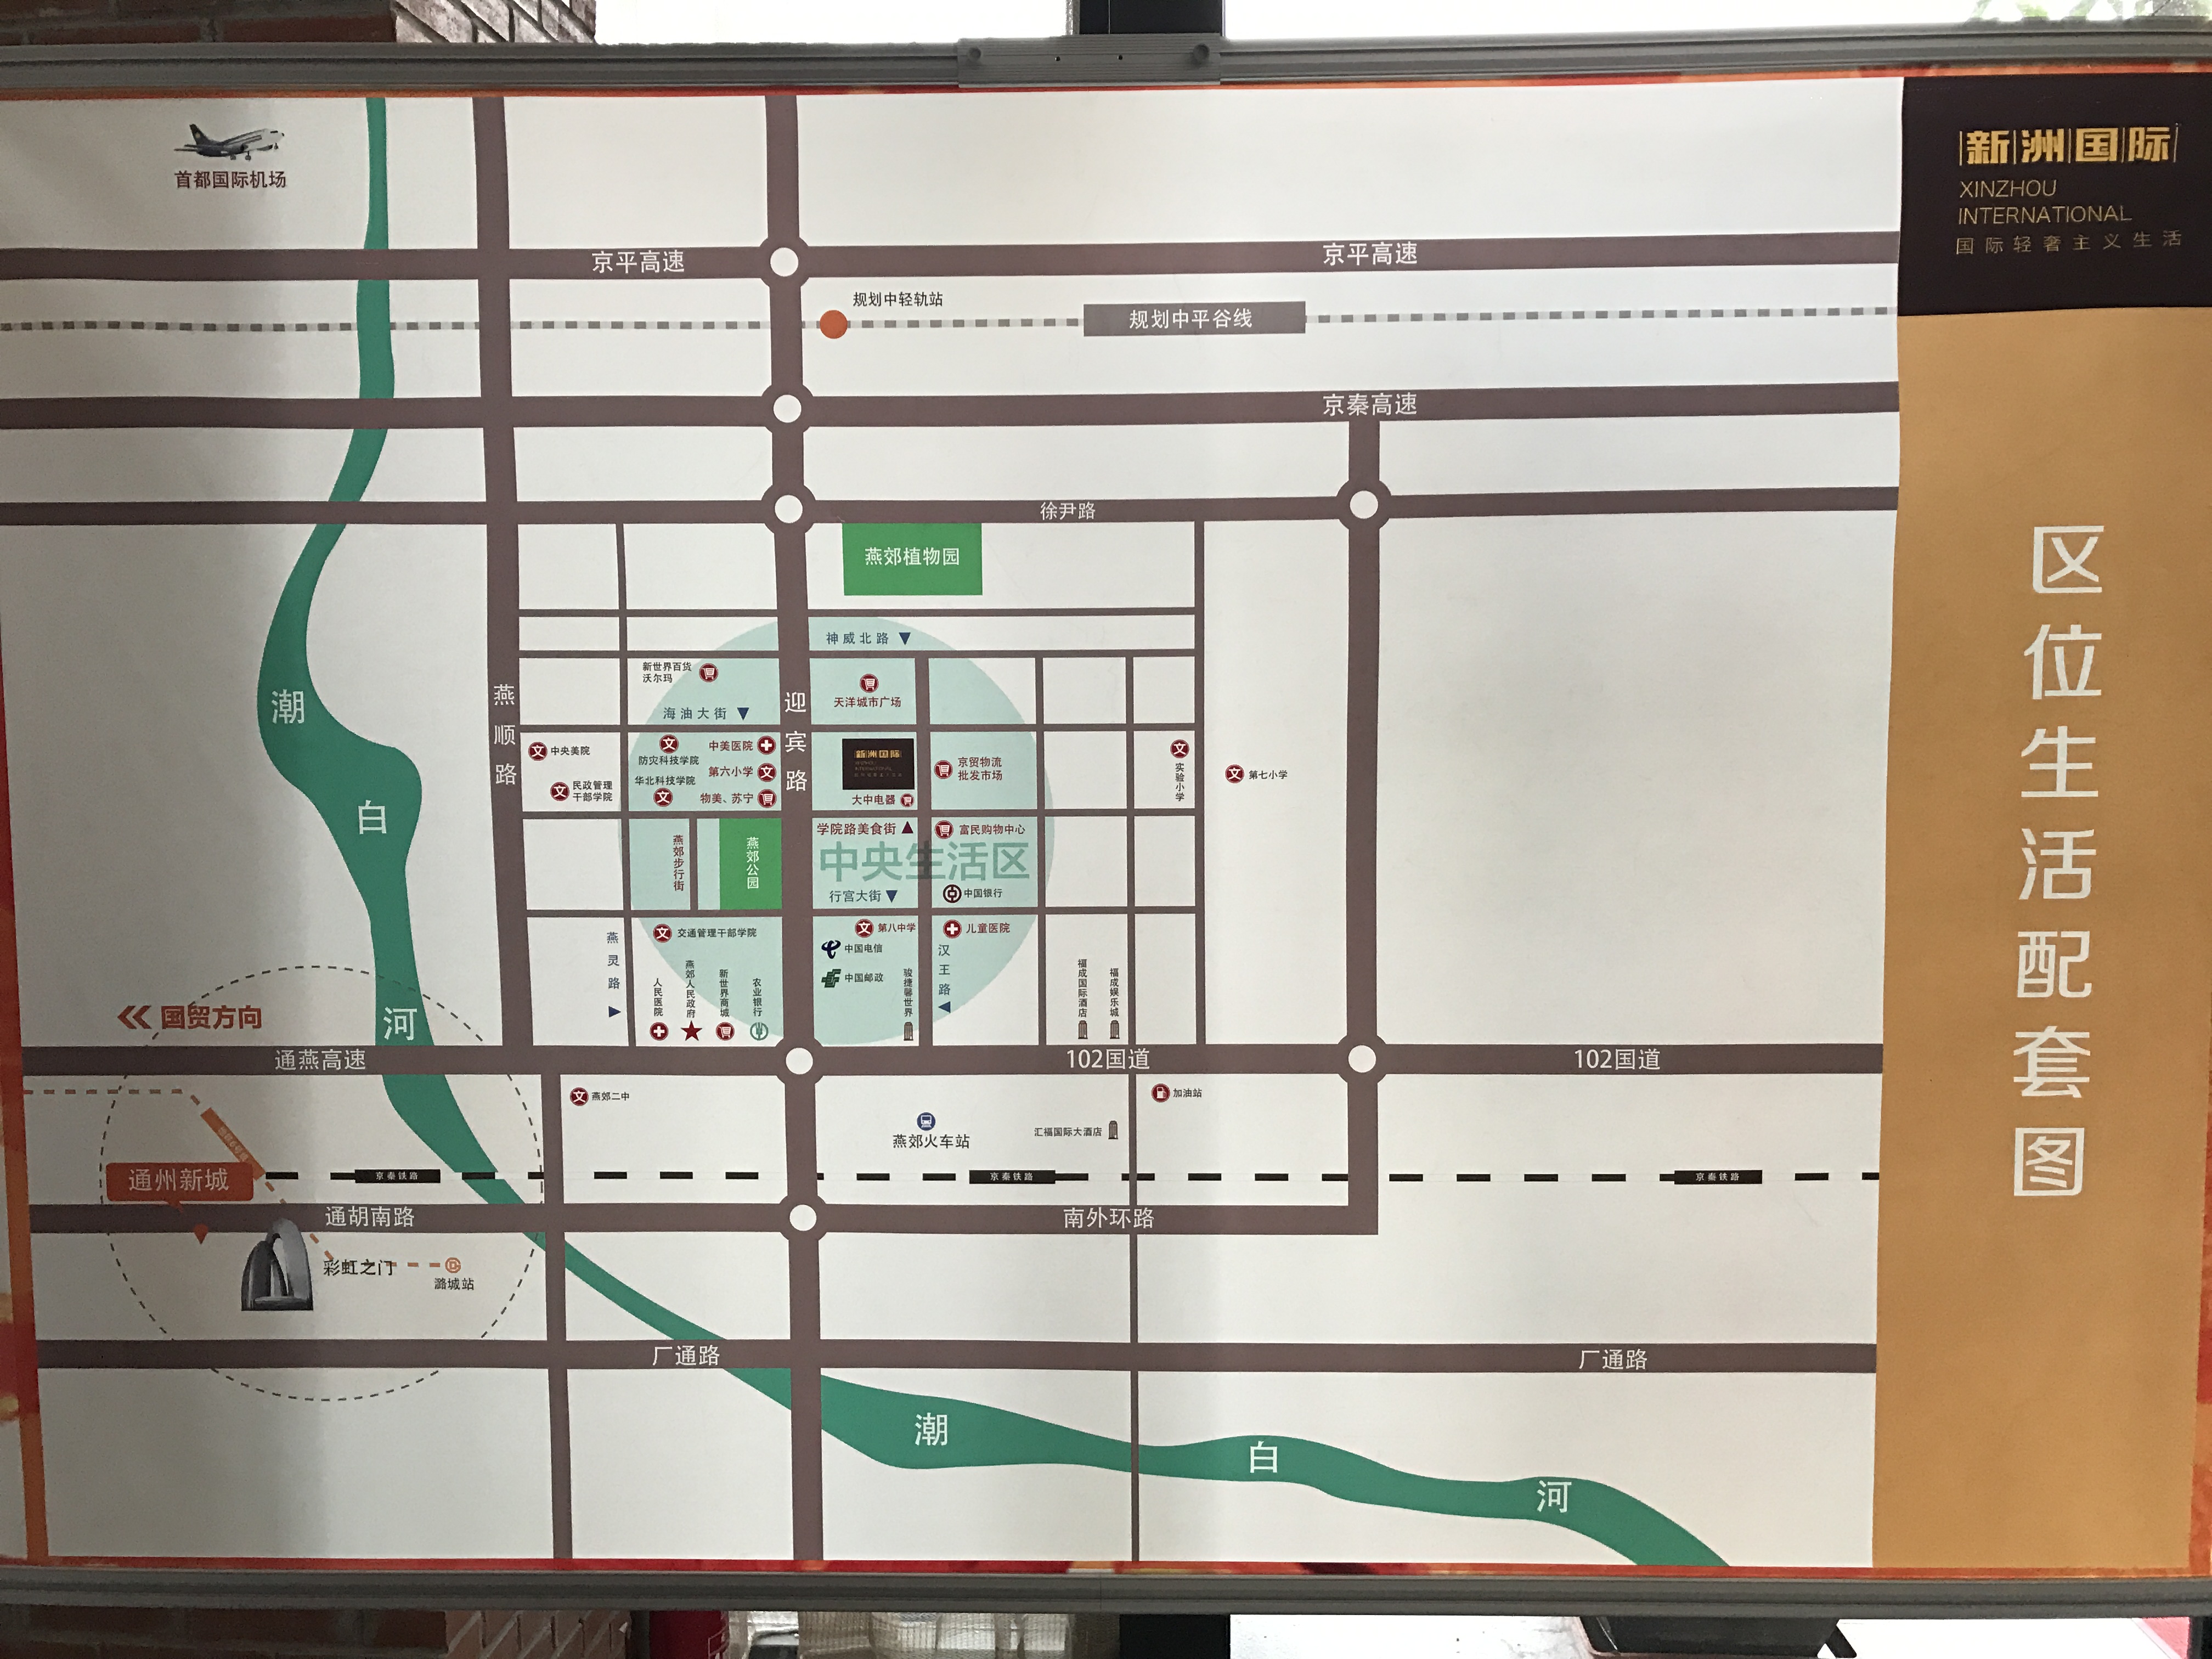 首都国际机场
新洲国际
XINZHOU
INTERNATIONAL
国际轻奢主义生活
区位生活配套图
京平高速
京平高速
规划中轻轨站
规划中平谷线
京秦高速
徐尹路
燕郊植物园
神威北路
新世界百货
沃尔玛
天洋城市广场
海油大街
潮白河
燕顺路
迎宾路
中央美院
民政管理
干部学院
防灾科技学院
华北科技学院
中美医院
第六小学
物美、苏宁
新洲国际
大中电器
京贸物流
批发市场
实验小学
第七小学
燕郊步行街
燕郊公园
学院路美食街
富民购物中心
中央生活区
行宫大街
中国银行
燕灵路
交通管理干部学院
第八中学
儿童医院
中国电信
中国邮政
汉王路
人民医院
燕郊人民政府
新世界商城
农业银行
骏捷馨世界
福成国际酒店
福成娱乐城
国贸方向
通燕高速
102国道
102国道
燕郊二中
加油站
燕郊火车站
汇福国际大酒店
通州新城
京秦铁路
京秦铁路
京秦铁路
通胡南路
南外环路
彩虹之门
潞城站
厂通路
厂通路
潮白河